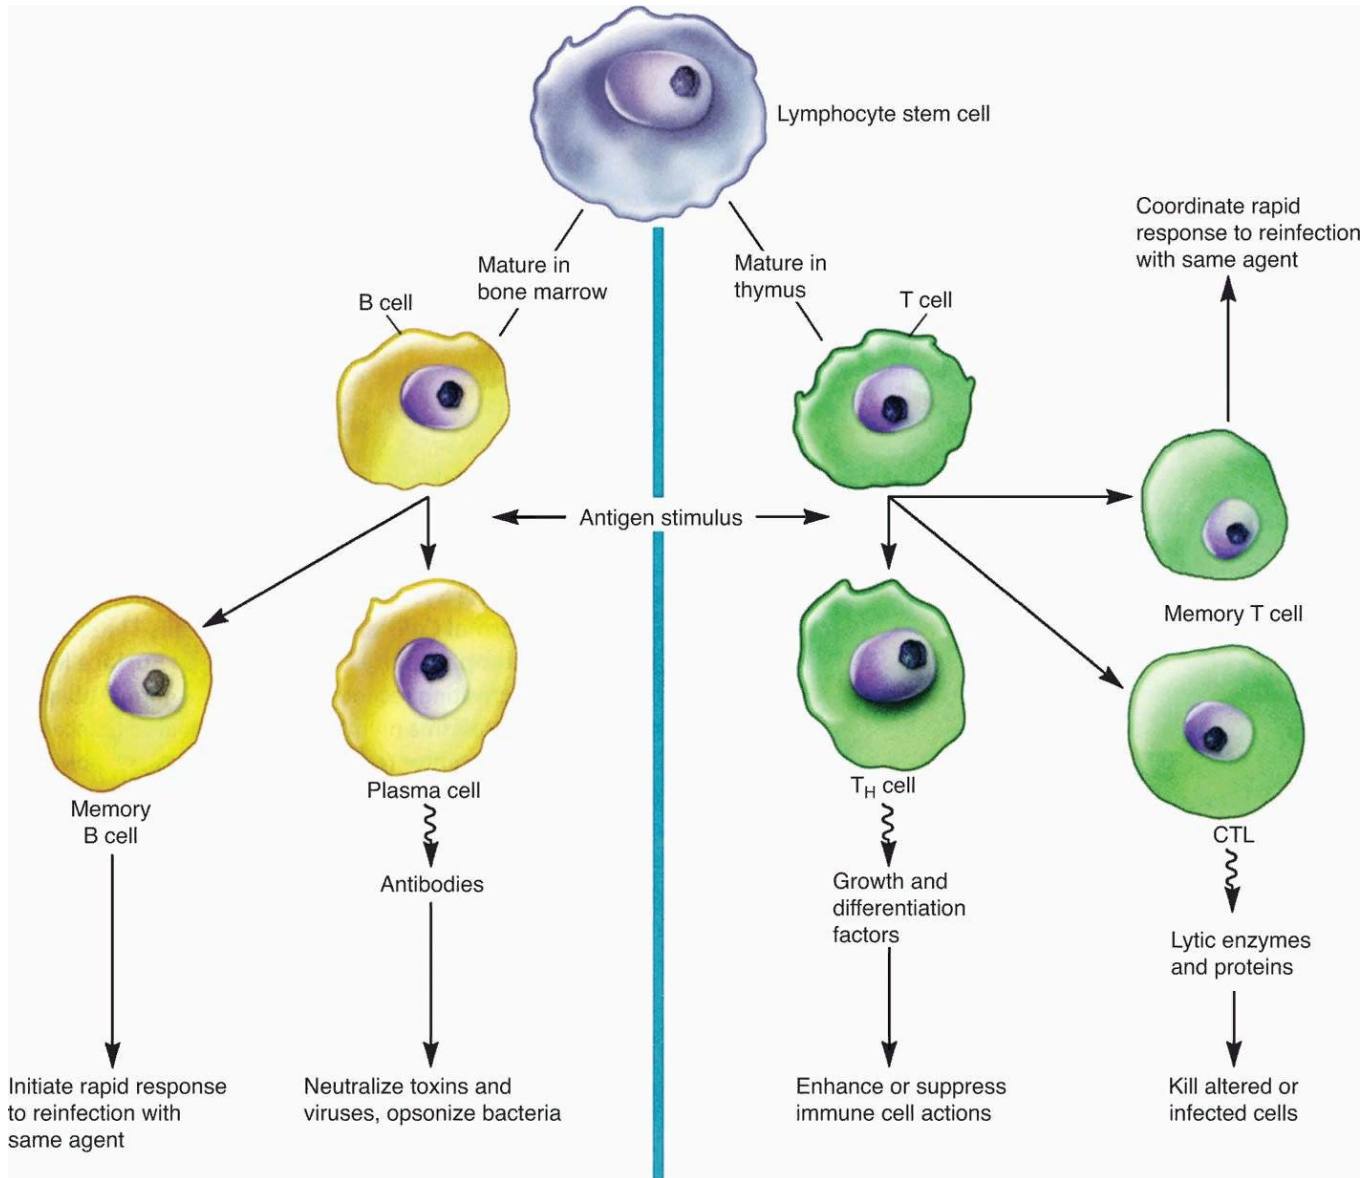 Lymphocyte stem cell
Mature in
bone marrow
Mature in
thymus
Coordinate rapid
response to reinfection
with same agent
B cell
T cell
Antigen stimulus
Memory T cell
Memory
B cell
Plasma cell
T_H cell
CTL
Antibodies
Growth and
differentiation
factors
Lytic enzymes
and proteins
Initiate rapid response
to reinfection with
same agent
Neutralize toxins and
viruses, opsonize bacteria
Enhance or suppress
immune cell actions
Kill altered or
infected cells